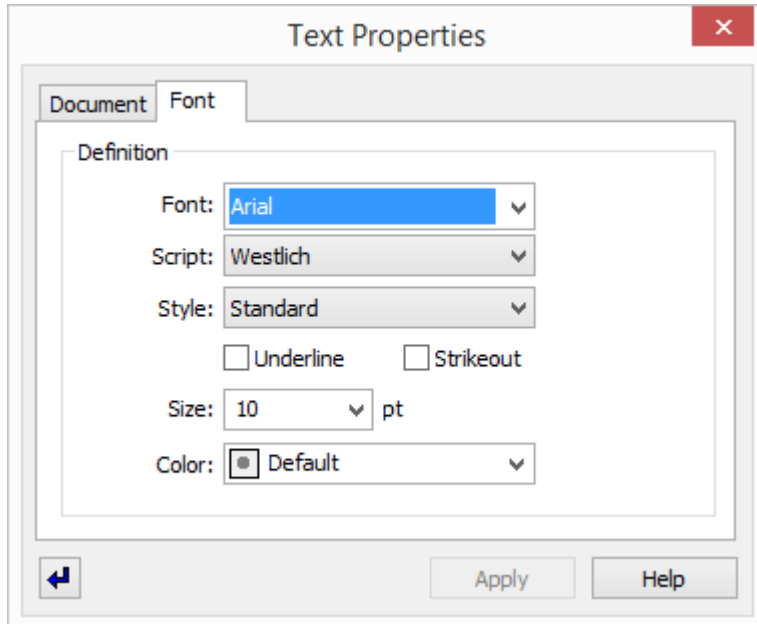 Text Properties
Document Font
Definition
Font: Arial
Script: Westlich
Style: Standard
Underline Strikeout
Size: 10 pt
Color: Default
Apply Help